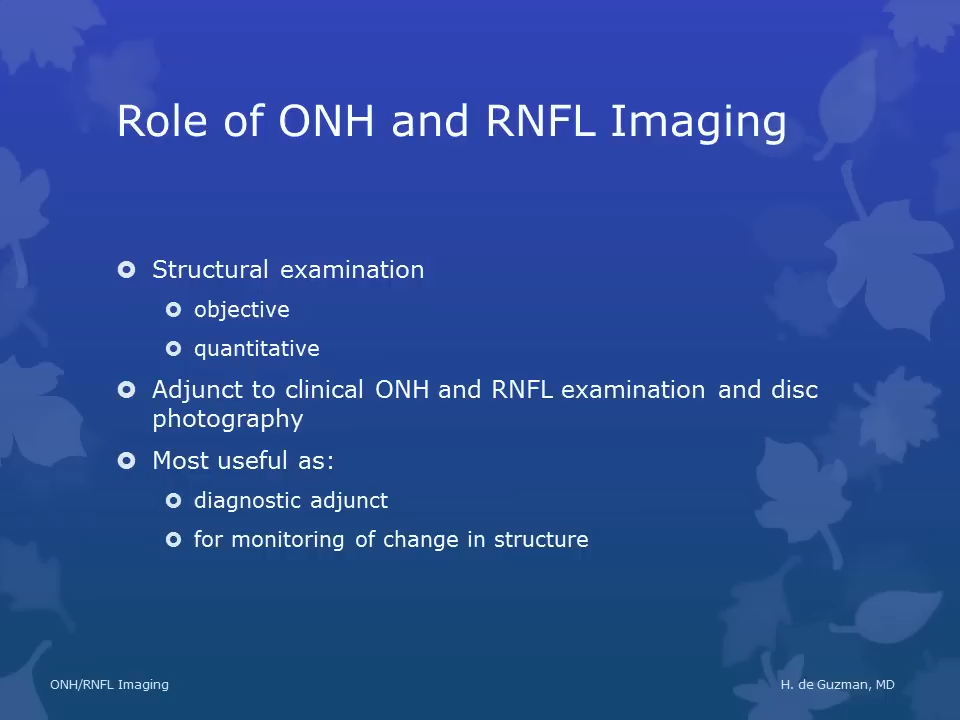 Role of ONH and RNFL Imaging
Structural examination
objective
quantitative
Adjunct to clinical ONH and RNFL examination and disc
photography
Most useful as:
diagnostic adjunct
for monitoring of change in structure
ONH/RNFL Imaging
H. de Guzman, MD